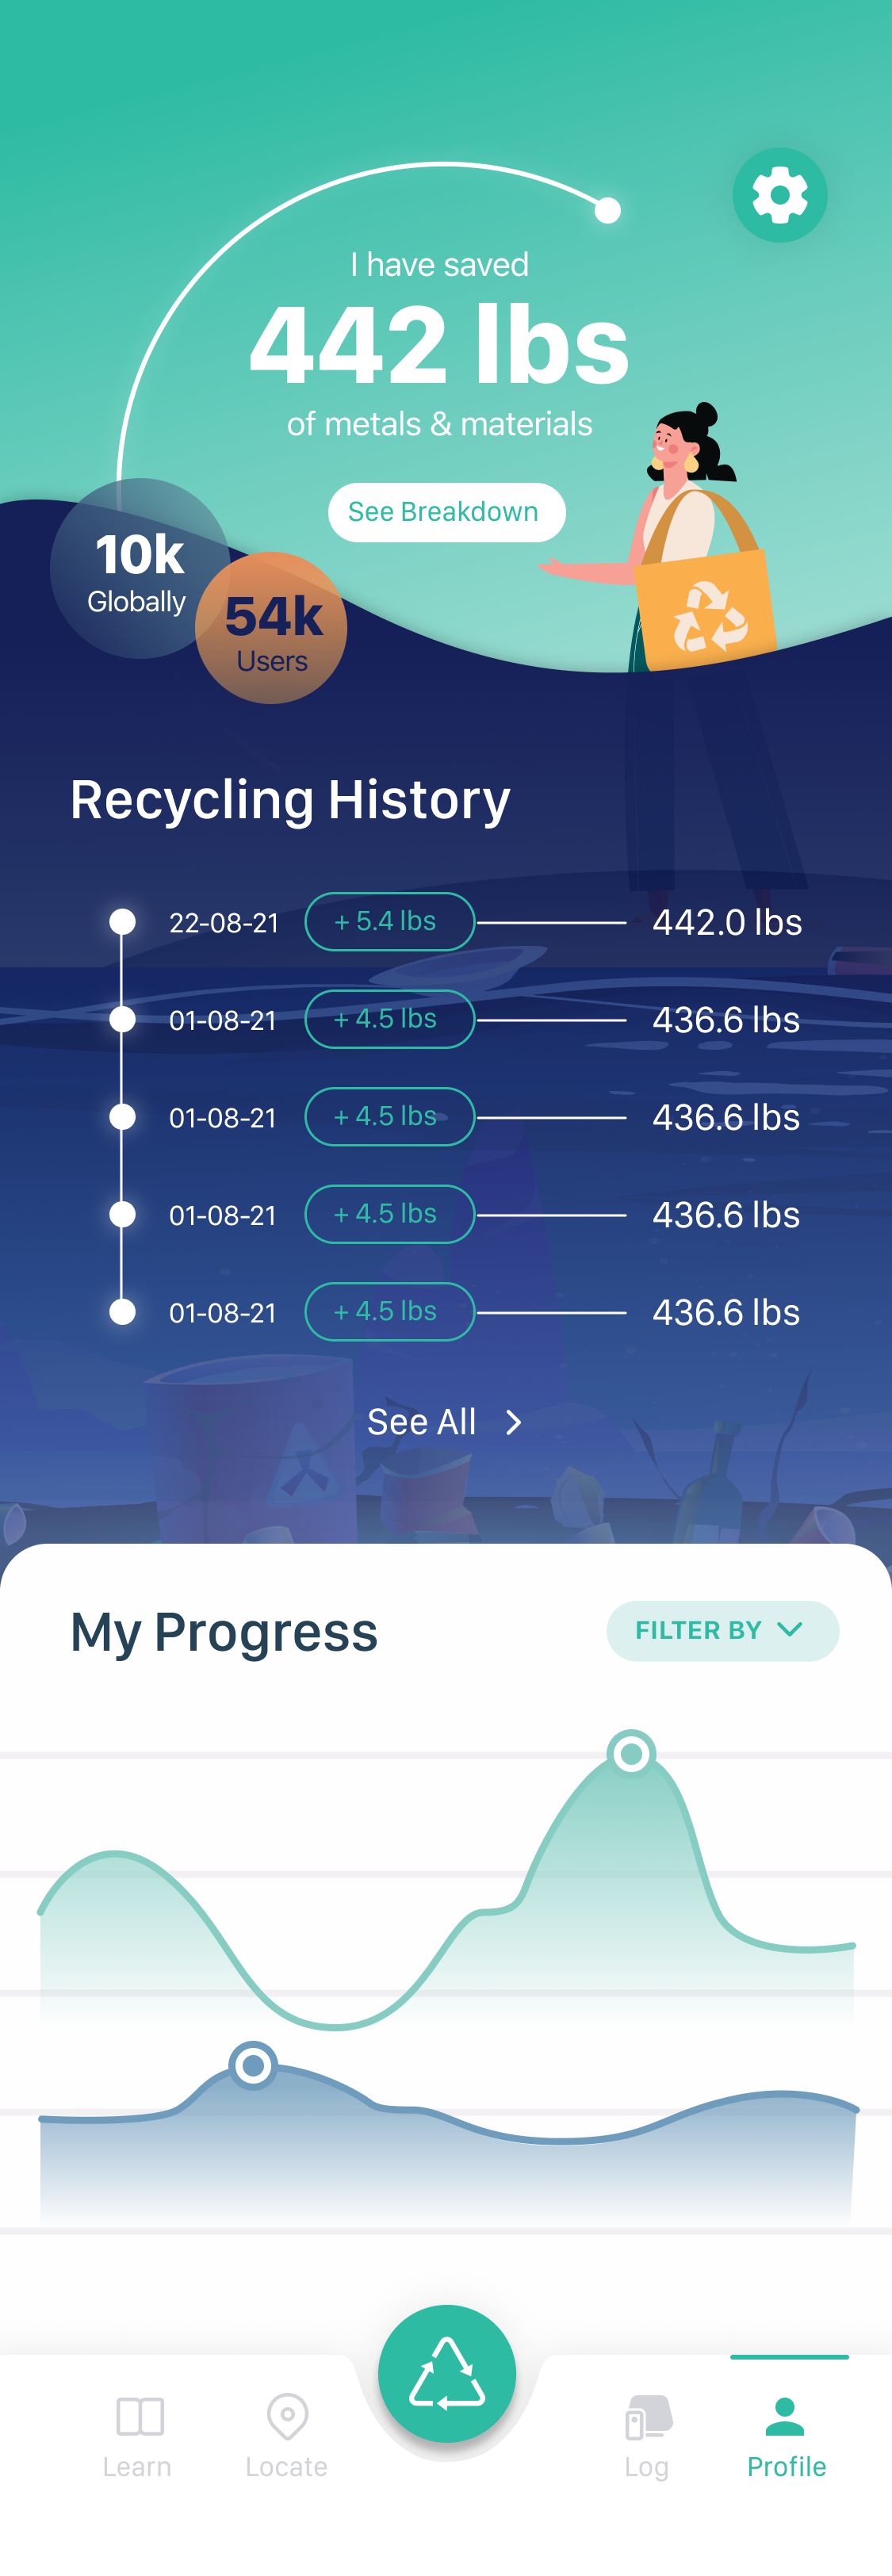 I have saved
442 lbs
of metals & materials
See Breakdown
10k
Globally
54k
Users
Recycling History
22-08-21 + 5.4 lbs 442.0 lbs
01-08-21 + 4.5 lbs 436.6 lbs
01-08-21 + 4.5 lbs 436.6 lbs
01-08-21 + 4.5 lbs 436.6 lbs
01-08-21 + 4.5 lbs 436.6 lbs
See All
My Progress
FILTER BY
Learn
Locate
Log
Profile